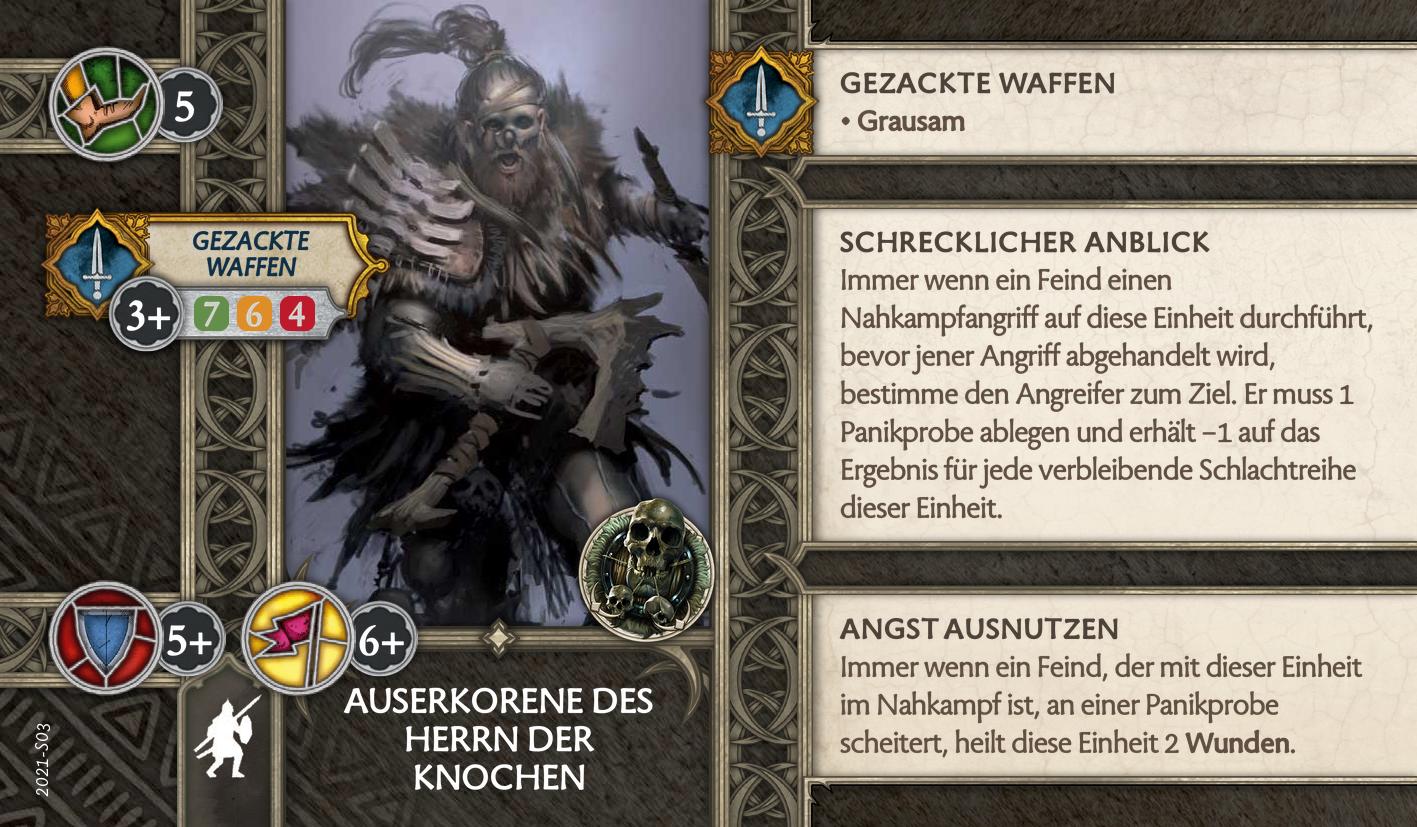 5
GEZACKTE
WAFFEN
3+ 7 6 4
5+ 6+
AUSERKORENE DES
HERRN DER
KNOCHEN
2021-S03
GEZACKTE WAFFEN
• Grausam
SCHRECKLICHER ANBLICK
Immer wenn ein Feind einen
Nahkampfangriff auf diese Einheit durchführt,
bevor jener Angriff abgehandelt wird,
bestimme den Angreifer zum Ziel. Er muss 1
Panikprobe ablegen und erhält –1 auf das
Ergebnis für jede verbleibende Schlachtreihe
dieser Einheit.
ANGST AUSNUTZEN
Immer wenn ein Feind, der mit dieser Einheit
im Nahkampf ist, an einer Panikprobe
scheitert, heilt diese Einheit 2 Wunden.